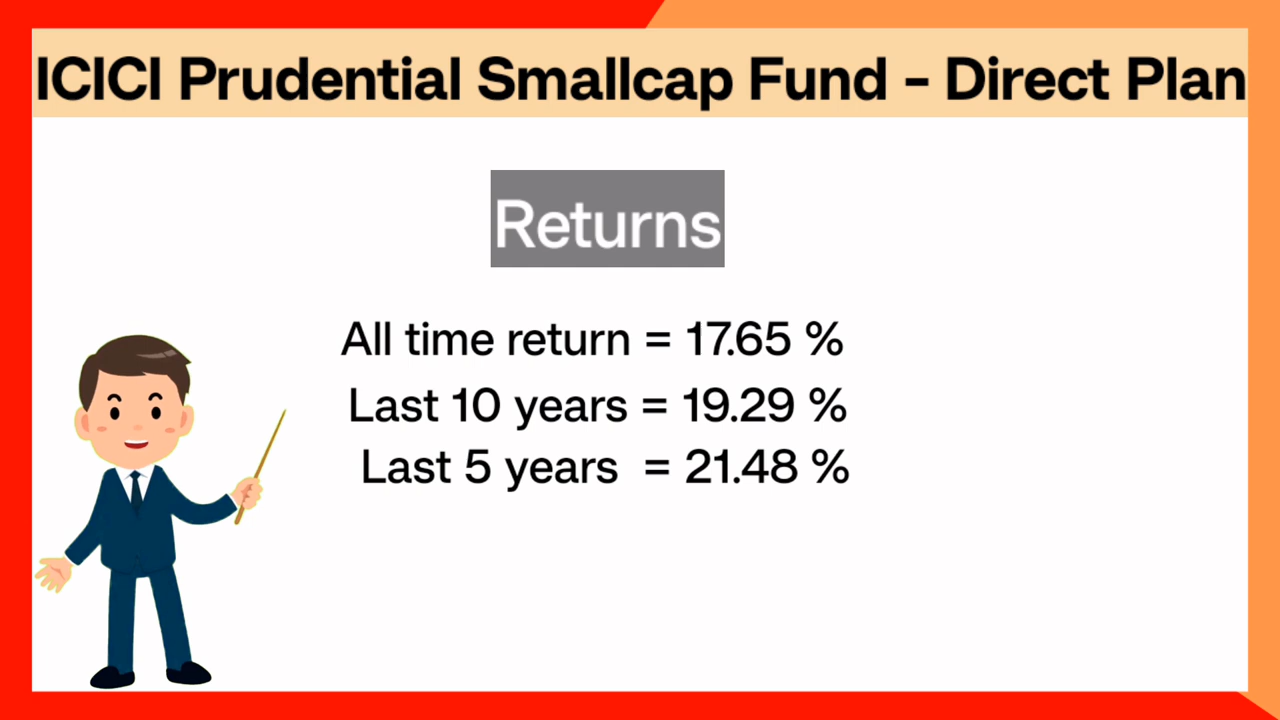 ICICI Prudential Smallcap Fund - Direct Plan
Returns
All time return = 17.65 %
Last 10 years = 19.29 %
Last 5 years = 21.48 %